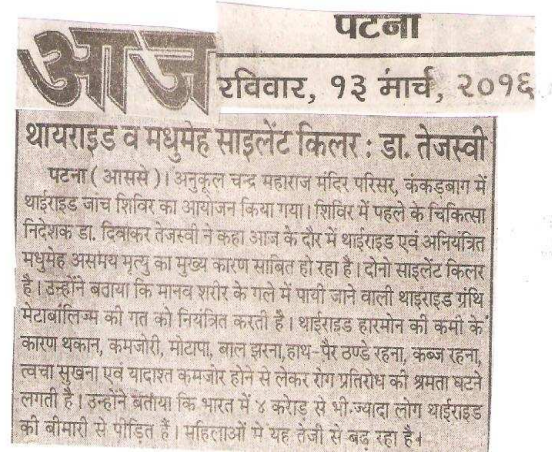 पटना
आज
रविवार, १३ मार्च, २०१६
थायराइड व मधुमेह साइलेंट किलर : डा. तेजस्वी
पटना ( आससे )। अनुकूल चन्द्र महाराज मंदिर परिसर, कंकड़बाग में
थाईराइड जांच शिविर का आयोजन किया गया। शिविर में पहले के चिकित्सा
निदेशक डा. दिवाकर तेजस्वी ने कहा आज के दौर में थाईराइड एवं अनियंत्रित
मधुमेह असमय मृत्यु का मुख्य कारण साबित हो रहा है। दोनो साइलेंट किलर
है। उन्होंने बताया कि मानव शरीर के गले में पायी जाने वाली थाइराइड ग्रंथि
मेटाबॉलिज्म की गत को नियंत्रित करती है। थाईराइड हारमोन की कमी के
कारण थकान, कमजोरी, मोटापा, बाल झरना, हाथ-पैर ठण्डे रहना, कब्ज रहना,
त्वचा सुखना एवं यादाश्त कमजोर होने से लेकर रोग प्रतिरोध की श्रमता घटने
लगती है। उन्होंने बताया कि भारत में ४ करोड़ से भी ज्यादा लोग थाईराइड
की बीमारी से पीड़ित हैं। महिलाओं मे यह तेजी से बढ़ रहा है।